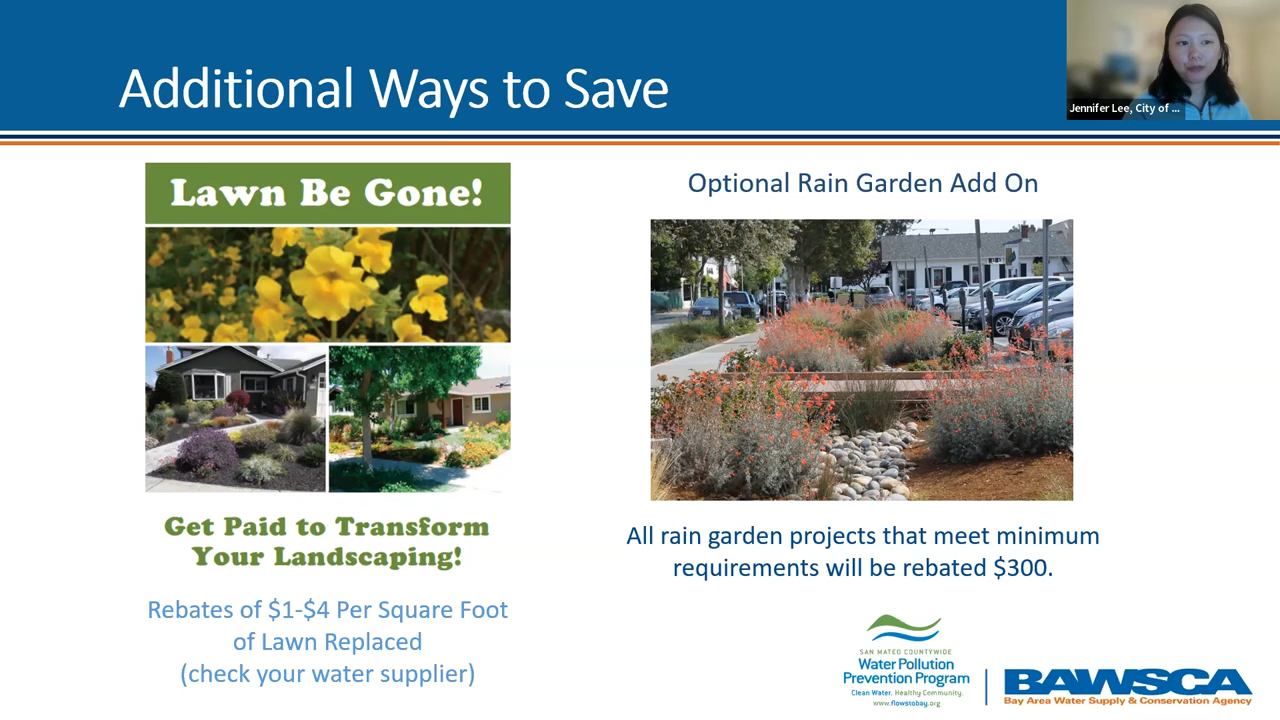 Additional Ways to Save
Jennifer Lee, City of ...
Lawn Be Gone!
Get Paid to Transform
Your Landscaping!
Rebates of $1-$4 Per Square Foot
of Lawn Replaced
(check your water supplier)
Optional Rain Garden Add On
All rain garden projects that meet minimum
requirements will be rebated $300.
SAN MATEO COUNTYWIDE
Water Pollution
Prevention Program
Clean Water. Healthy Community.
www.flowstobay.org
BAWSCA
Bay Area Water Supply & Conservation Agency